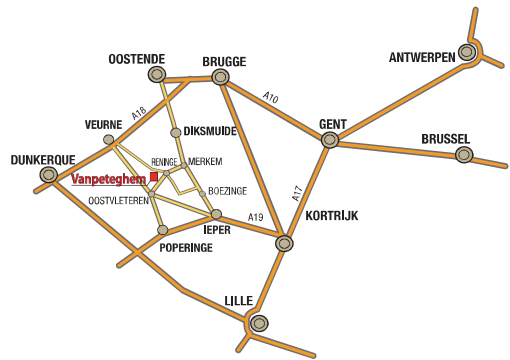 OOSTENDE
BRUGGE
ANTWERPEN
A10
A18
VEURNE
DIKSMUIDE
GENT
BRUSSEL
DUNKERQUE
RENINGE
MERKEM
Vanpeteghem
BOEZINGE
OOSTVLETEREN
A17
A19
KORTRIJK
IEPER
POPERINGE
LILLE